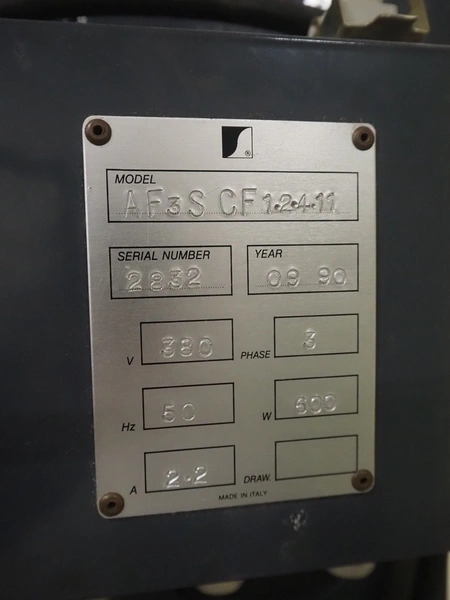 ®
MODEL
AF3S CF 1.2.4.11
SERIAL NUMBER YEAR
2832 09 90
V 380 PHASE 3
Hz 50 W 600
A 2.2 DRAW.
MADE IN ITALY